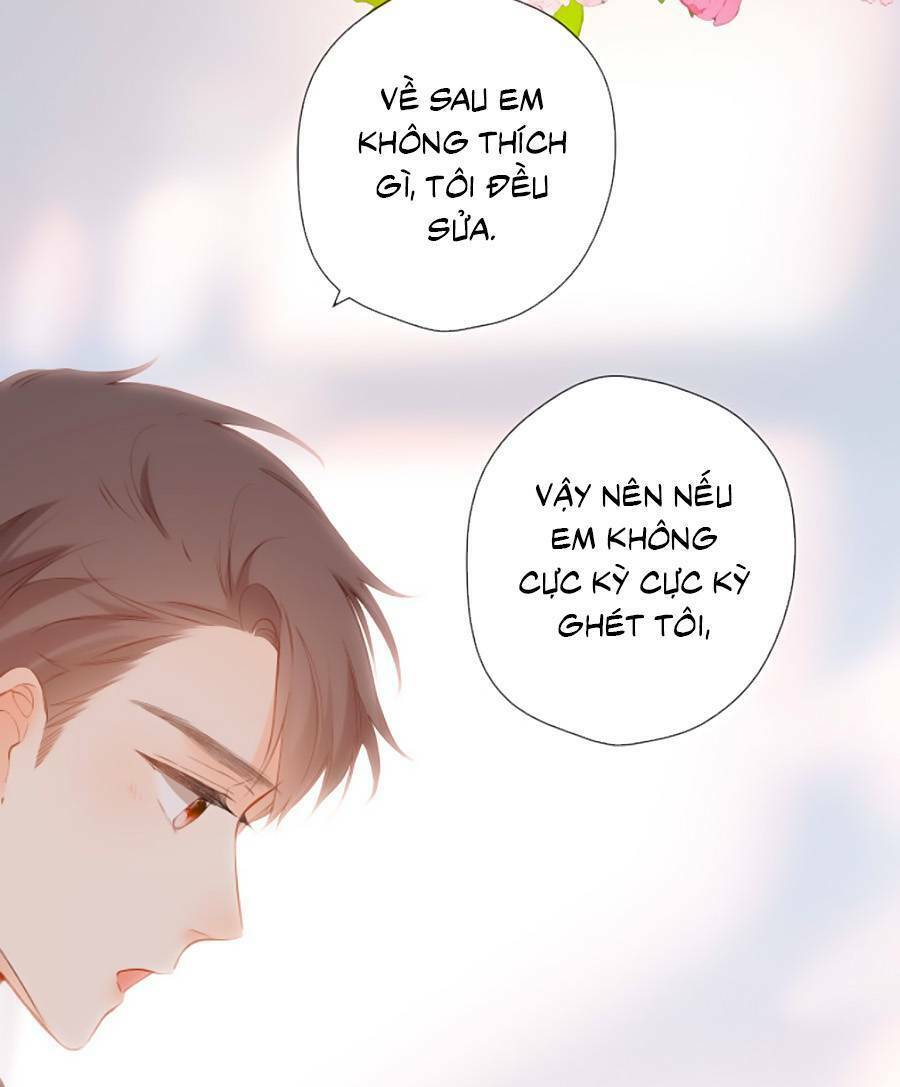 VỀ SAU EM
KHÔNG THÍCH
GÌ, TÔI ĐỀU
SỬA.
VẬY NÊN NẾU
EM KHÔNG
CỰC KỲ CỰC KỲ
GHÉT TÔI,